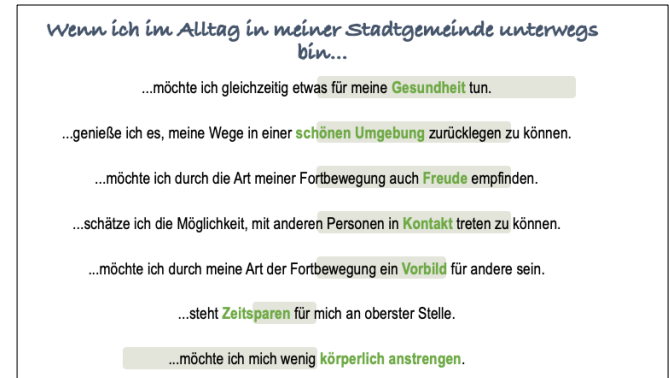 Wenn ich im Alltag in meiner Stadtgemeinde unterwegs
bin...
...möchte ich gleichzeitig etwas für meine Gesundheit tun.
...genieße ich es, meine Wege in einer schönen Umgebung zurücklegen zu können.
...möchte ich durch die Art meiner Fortbewegung auch Freude empfinden.
...schätze ich die Möglichkeit, mit anderen Personen in Kontakt treten zu können.
...möchte ich durch meine Art der Fortbewegung ein Vorbild für andere sein.
...steht Zeitsparen für mich an oberster Stelle.
...möchte ich mich wenig körperlich anstrengen.